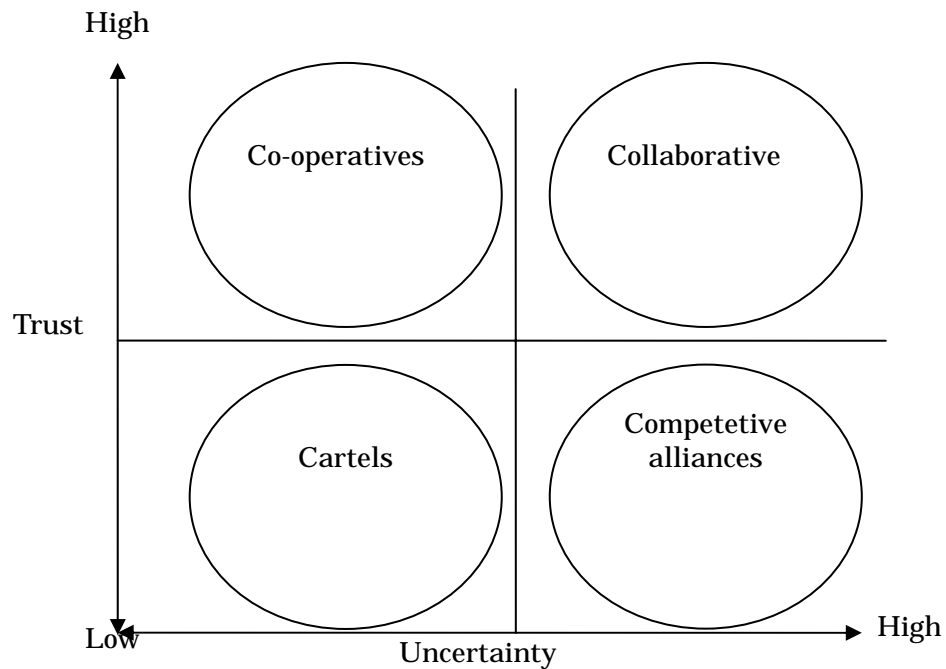 High
Co-operatives
Collaborative
Trust
Cartels
Competetive
alliances
Low
Uncertainty
High